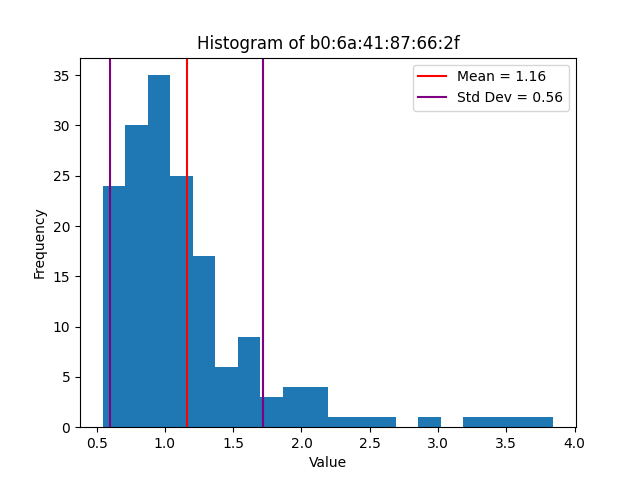 Histogram of b0:6a:41:87:66:2f
Mean = 1.16
Std Dev = 0.56
35
30
25
20
15
10
5
0
Frequency
0.5 1.0 1.5 2.0 2.5 3.0 3.5 4.0
Value